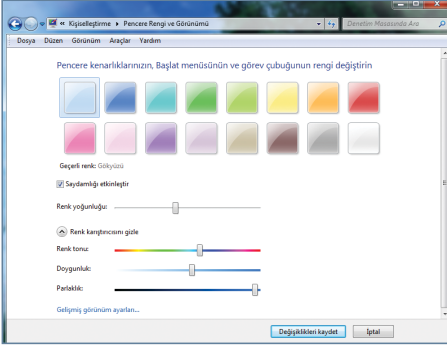 « Kişiselleştirme ▸ Pencere Rengi ve Görünümü
Denetim Masasında Ara
Dosya Düzen Görünüm Araçlar Yardım
Pencere kenarlıklarınızın, Başlat menüsünün ve görev çubuğunun rengi değiştirin
Geçerli renk: Gökyüzü
Saydamlığı etkinleştir
Renk yoğunluğu:
Renk karıştırıcısını gizle
Renk tonu:
Doygunluk:
Parlaklık:
Gelişmiş görünüm ayarları...
Değişiklikleri kaydet İptal